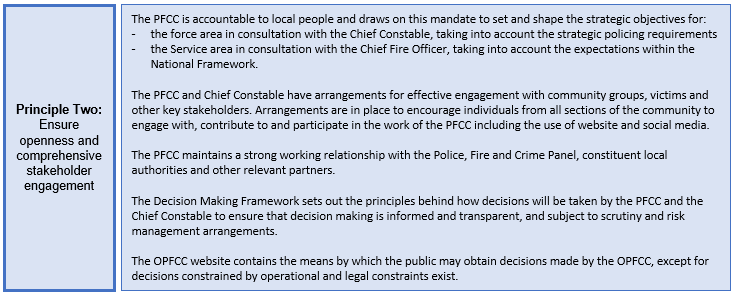 Principle Two:
Ensure
openness and
comprehensive
stakeholder
engagement
The PFCC is accountable to local people and draws on this mandate to set and shape the strategic objectives for:
- the force area in consultation with the Chief Constable, taking into account the strategic policing requirements
- the Service area in consultation with the Chief Fire Officer, taking into account the expectations within the
National Framework.
The PFCC and Chief Constable have arrangements for effective engagement with community groups, victims and
other key stakeholders. Arrangements are in place to encourage individuals from all sections of the community to
engage with, contribute to and participate in the work of the PFCC including the use of website and social media.
The PFCC maintains a strong working relationship with the Police, Fire and Crime Panel, constituent local
authorities and other relevant partners.
The Decision Making Framework sets out the principles behind how decisions will be taken by the PFCC and the
Chief Constable to ensure that decision making is informed and transparent, and subject to scrutiny and risk
management arrangements.
The OPFCC website contains the means by which the public may obtain decisions made by the OPFCC, except for
decisions constrained by operational and legal constraints exist.